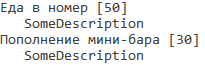 Еда в номер [50]
SomeDescription
Пополнение мини-бара [30]
SomeDescription